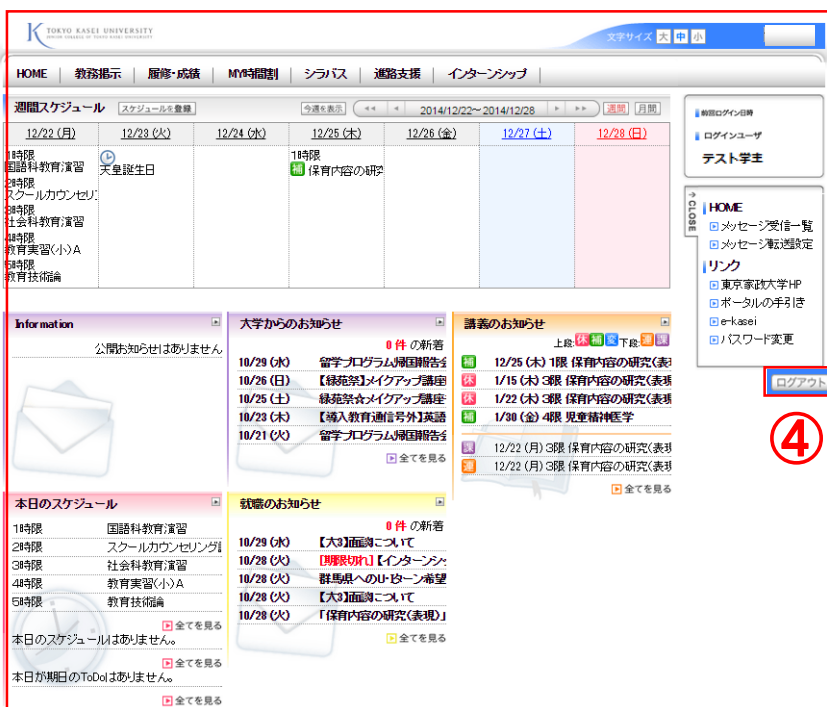 TOKYO KASEI UNIVERSITY
文字サイズ 大 中 小
HOME 教務掲示 履修・成績 MY時間割 シラバス 進路支援 インターンシップ
週間スケジュール スケジュールを登録 今週を表示 2014/12/22～2014/12/28 週間 月間
12/22 (月) 12/23 (火) 12/24 (水) 12/25 (木) 12/26 (金) 12/27 (土) 12/28 (日)
1時限
国語科教育演習
2時限
スクールカウンセリン
3時限
社会科教育演習
4時限
教育実習(小)A
5時限
教育技術論
天皇誕生日
1時限
補 保育内容の研究
前回ログイン日時
ログインユーザ
テスト学主
CLOSE
HOME
メッセージ受信一覧
メッセージ転送設定
リンク
東京家政大学HP
ポータルの手引き
e-kasei
パスワード変更
ログアウト
④
Information
公開お知らせはありません
大学からのお知らせ
0 件 の新着
10/29 (水) 留学プログラム帰国報告会
10/26 (日) 【緑苑祭】メイクアップ講座
10/25 (土) 緑苑祭☆メイクアップ講座
10/23 (木) 【導入教育通信号外】英語
10/21 (火) 留学プログラム帰国報告会
全てを見る
講義のお知らせ
上段:休 補 変 下段:連 課
補 12/25 (木) 1限 保育内容の研究(表現
休 1/15 (木) 3限 保育内容の研究(表現
休 1/22 (木) 3限 保育内容の研究(表現
補 1/30 (金) 4限 児童精神医学
課 12/22 (月) 3限 保育内容の研究(表現
連 12/22 (月) 3限 保育内容の研究(表現
全てを見る
本日のスケジュール
1時限 国語科教育演習
2時限 スクールカウンセリング
3時限 社会科教育演習
4時限 教育実習(小)A
5時限 教育技術論
全てを見る
本日のスケジュールはありません。
全てを見る
本日が期日のToDoはありません。
全てを見る
就職のお知らせ
0 件 の新着
10/29 (水) 【大3】面談について
10/28 (火) [期限切れ]【インターンシッ
10/28 (火) 群馬県へのU・Iターン希望
10/28 (火) 【大3】面談について
10/28 (火) 「保育内容の研究(表現)」
全てを見る